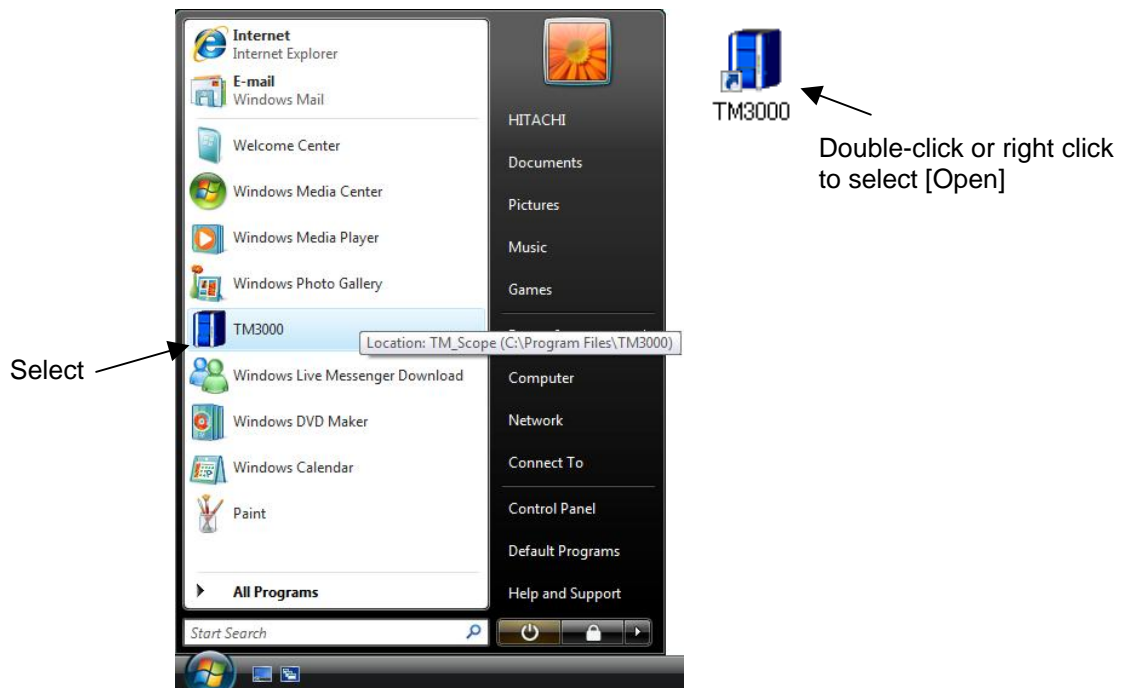 Internet
Internet Explorer
E-mail
Windows Mail
Welcome Center
Windows Media Center
Windows Media Player
Windows Photo Gallery
TM3000
Location: TM_Scope (C:\Program Files\TM3000)
Select
Windows Live Messenger Download
Windows DVD Maker
Windows Calendar
Paint
All Programs
Start Search
HITACHI
Documents
Pictures
Music
Games
Computer
Network
Connect To
Control Panel
Default Programs
Help and Support
TM3000
Double-click or right click
to select [Open]